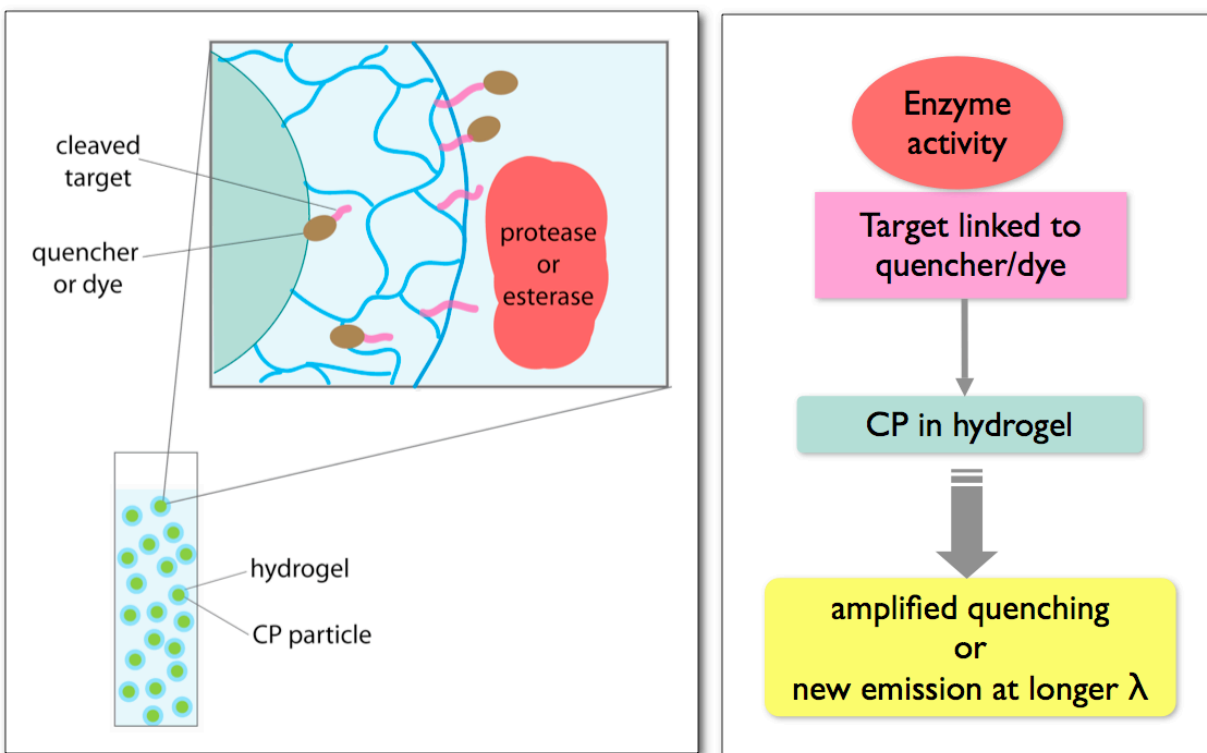 cleaved
target
quencher
or dye
protease
or
esterase
hydrogel
CP particle
Enzyme
activity
Target linked to
quencher/dye
CP in hydrogel
amplified quenching
or
new emission at longer λ